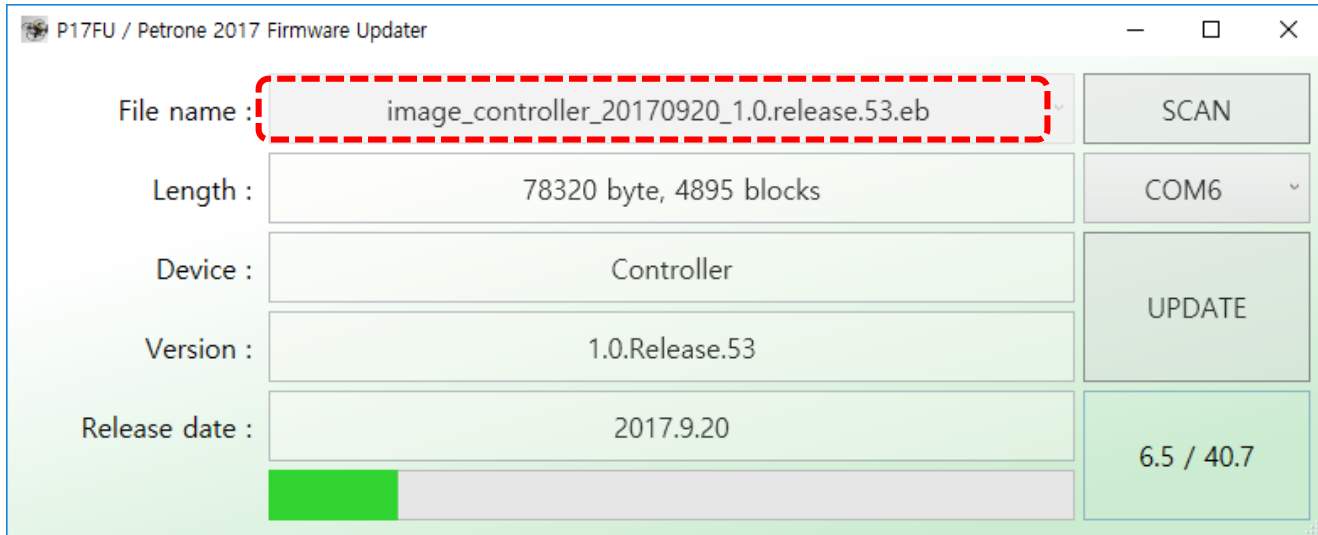 P17FU / Petrone 2017 Firmware Updater
File name : image_controller_20170920_1.0.release.53.eb SCAN
Length : 78320 byte, 4895 blocks COM6
Device : Controller
UPDATE
Version : 1.0.Release.53
Release date : 2017.9.20
6.5 / 40.7